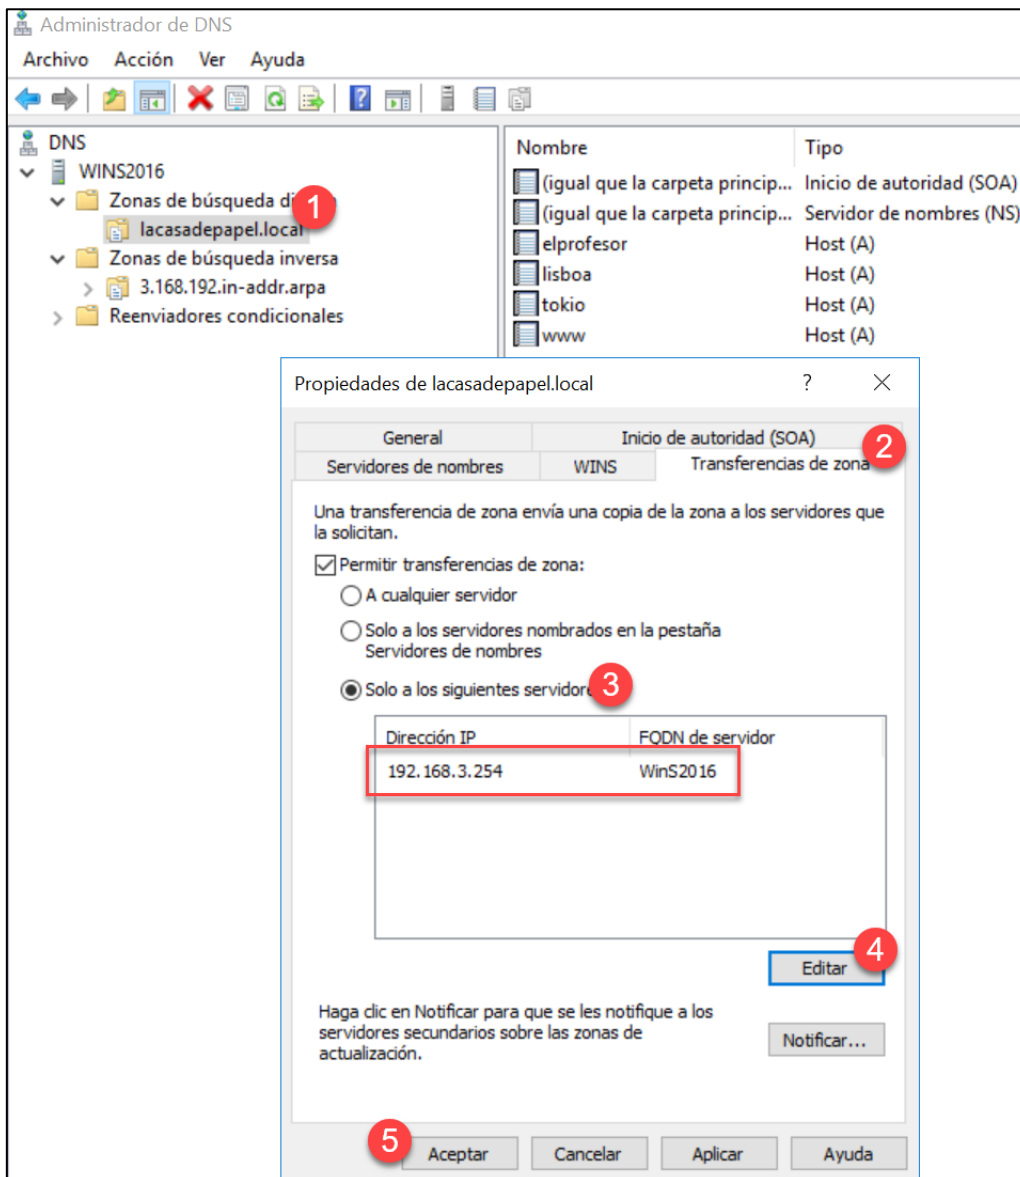 Administrador de DNS
Archivo Acción Ver Ayuda
DNS
WINS2016
Zonas de búsqueda di
1
lacasadepapel.local
Zonas de búsqueda inversa
3.168.192.in-addr.arpa
Reenviadores condicionales
Nombre Tipo
(igual que la carpeta princip... Inicio de autoridad (SOA)
(igual que la carpeta princip... Servidor de nombres (NS)
elprofesor Host (A)
lisboa Host (A)
tokio Host (A)
www Host (A)
Propiedades de lacasadepapel.local ?
General Inicio de autoridad (SOA)
2
Servidores de nombres WINS Transferencias de zona
Una transferencia de zona envía una copia de la zona a los servidores que
la solicitan.
Permitir transferencias de zona:
A cualquier servidor
Solo a los servidores nombrados en la pestaña
Servidores de nombres
Solo a los siguientes servidore 3
Dirección IP FQDN de servidor
192.168.3.254 WinS2016
4
Editar
Haga clic en Notificar para que se les notifique a los
servidores secundarios sobre las zonas de
actualización.
Notificar...
5
Aceptar Cancelar Aplicar Ayuda